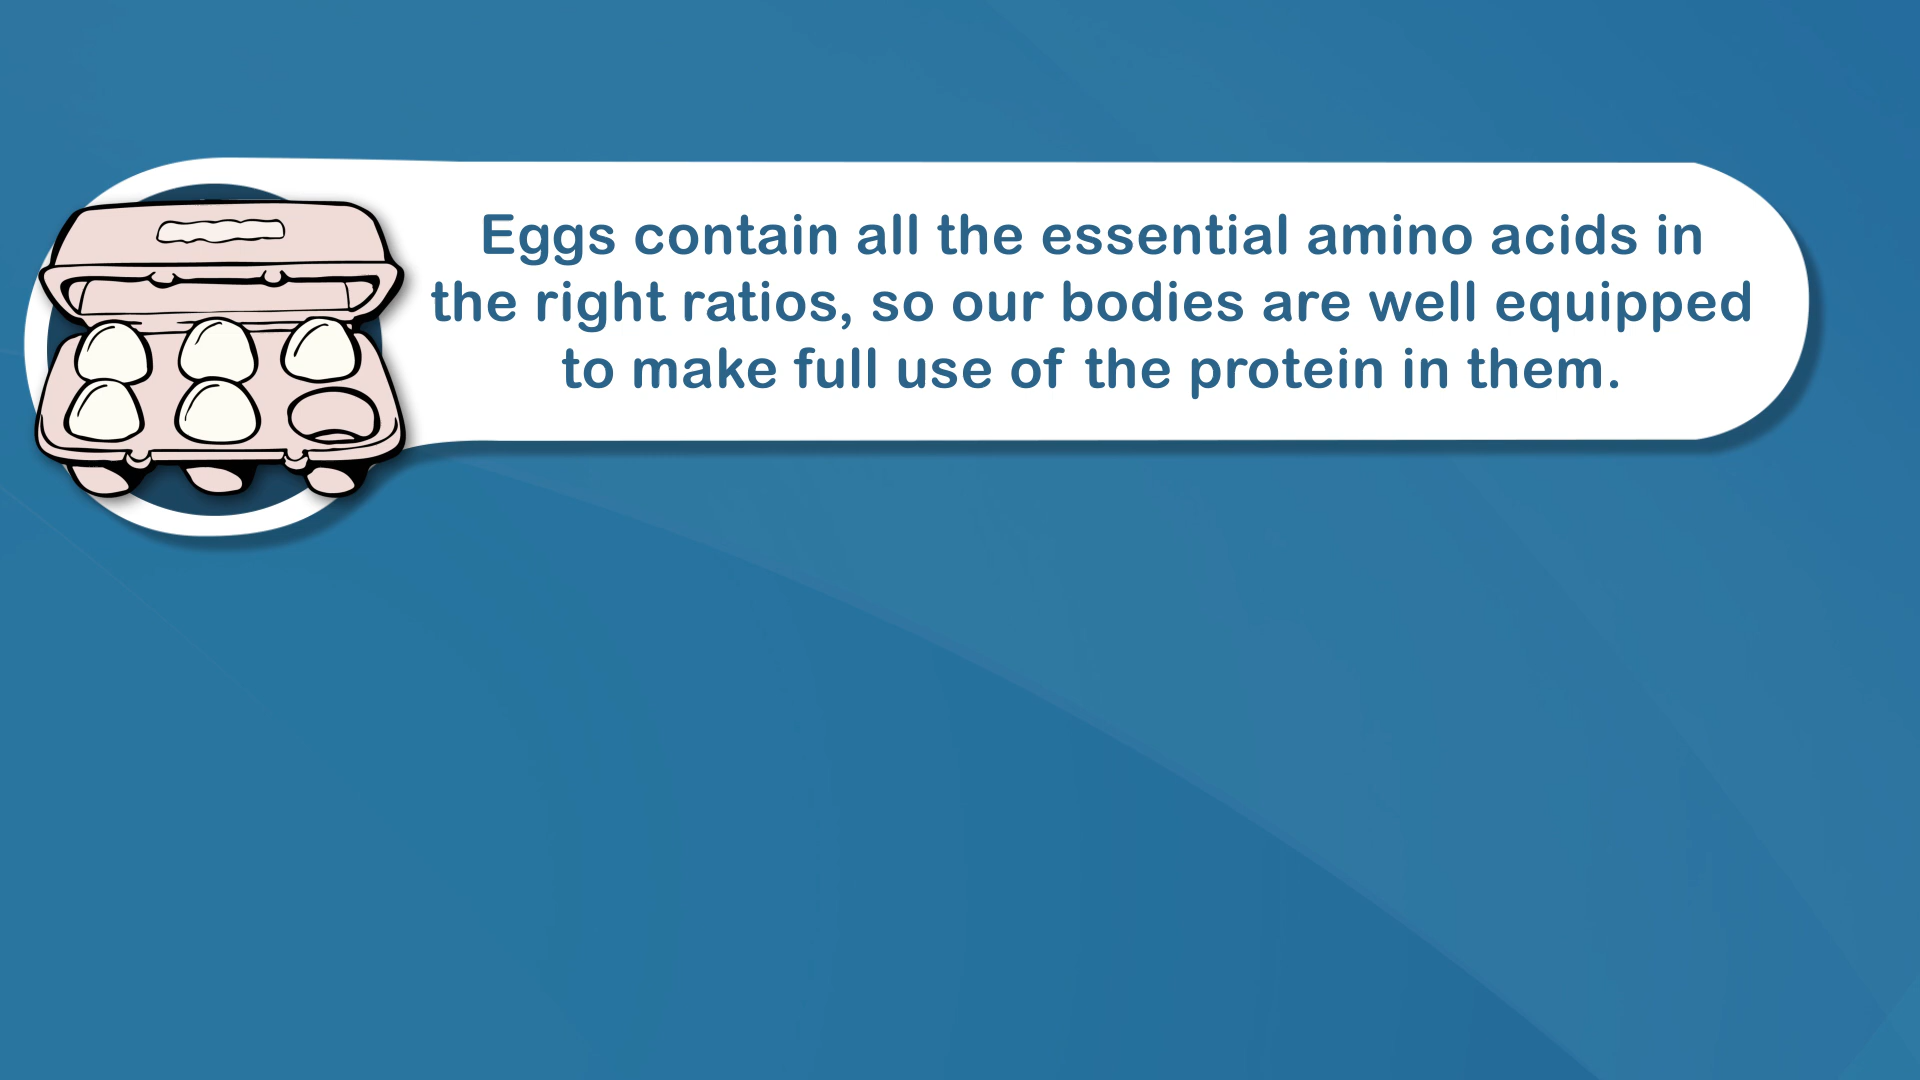 Eggs contain all the essential amino acids in
the right ratios, so our bodies are well equipped
to make full use of the protein in them.